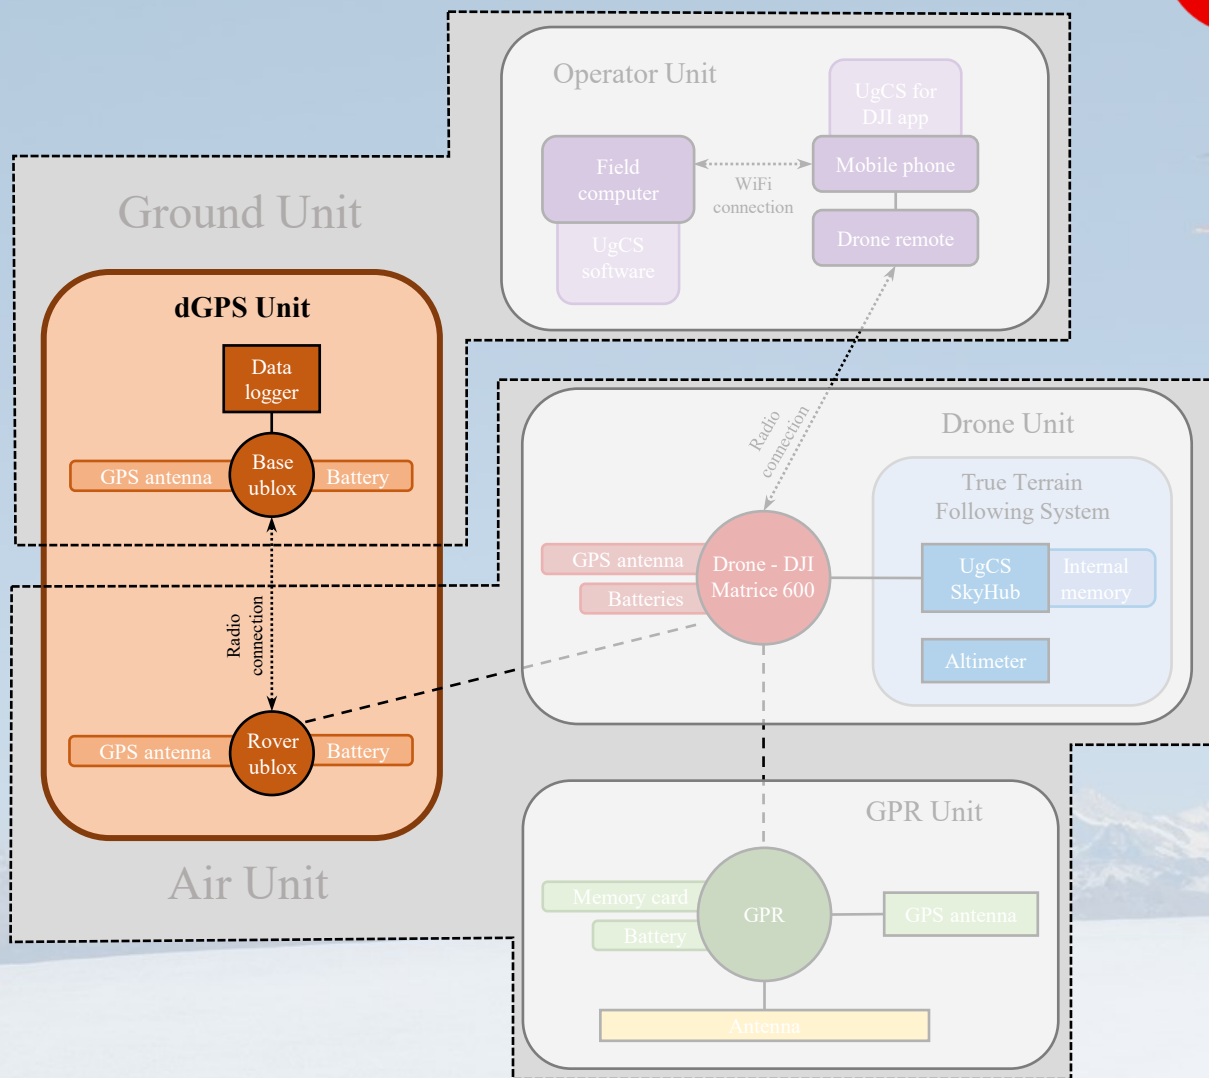 Operator Unit
UgCS for
DJI app
Field
computer
WiFi
connection
Mobile phone
UgCS
software
Drone remote
Ground Unit
dGPS Unit
Data
logger
GPS antenna
Base
ublox
Battery
Radio
connection
Radio
connection
Drone Unit
True Terrain
Following System
GPS antenna
Batteries
Drone - DJI
Matrice 600
UgCS
SkyHub
Internal
memory
Altimeter
GPS antenna
Rover
ublox
Battery
Air Unit
GPR Unit
Memory card
Battery
GPR
GPS antenna
Antenna